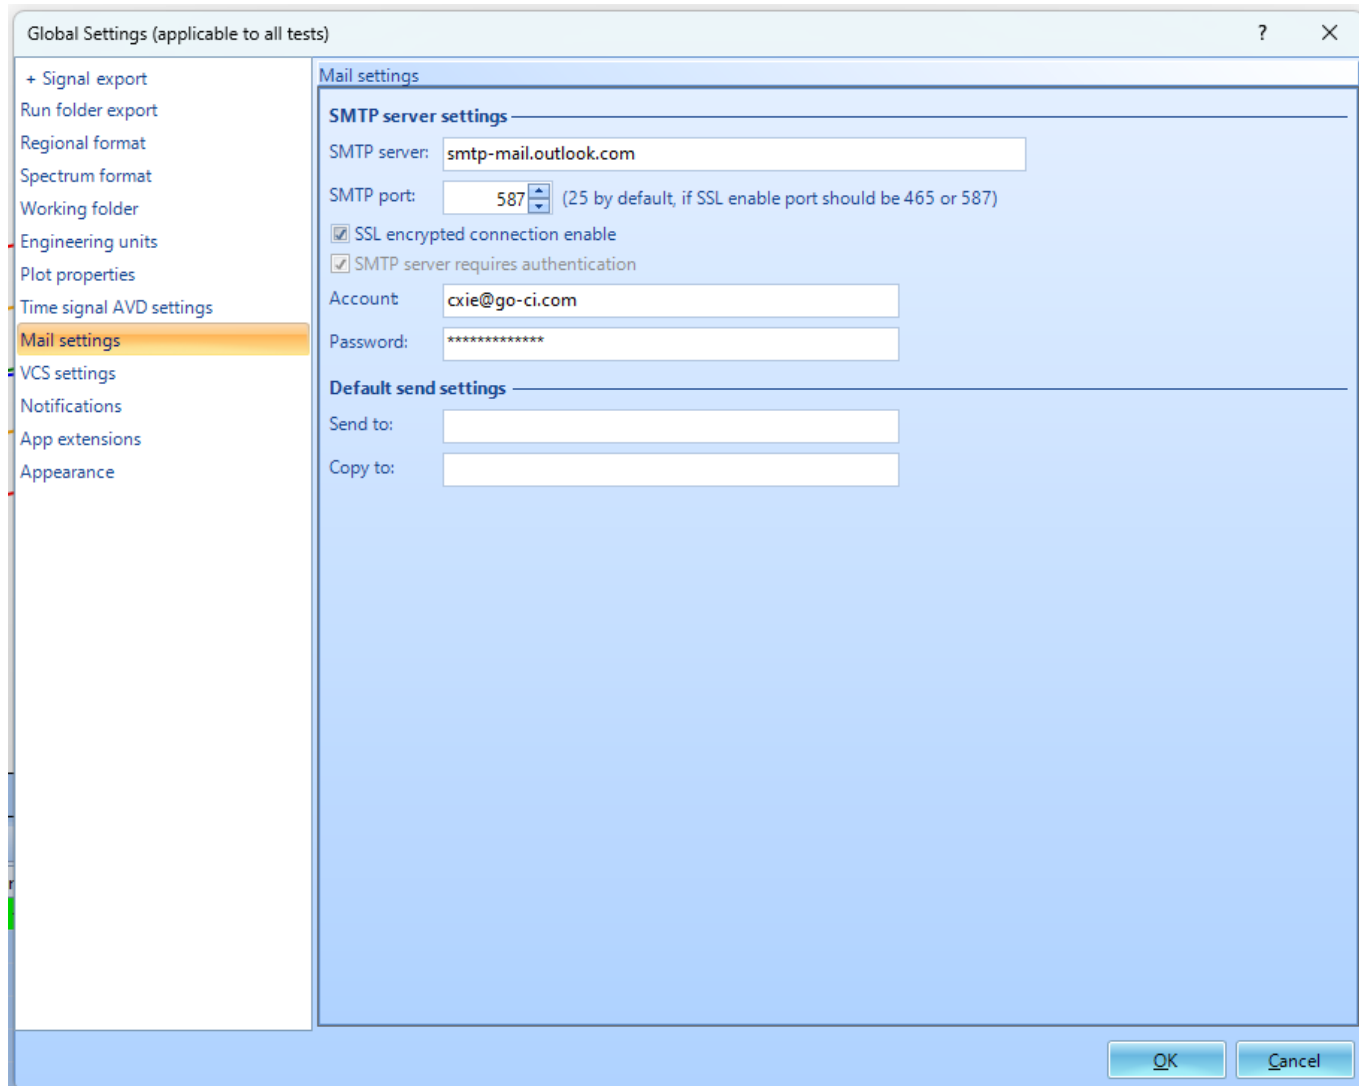 Global Settings (applicable to all tests)
?
+ Signal export
Run folder export
Regional format
Spectrum format
Working folder
Engineering units
Plot properties
Time signal AVD settings
Mail settings
VCS settings
Notifications
App extensions
Appearance
Mail settings
SMTP server settings
SMTP server: smtp-mail.outlook.com
SMTP port: 587 (25 by default, if SSL enable port should be 465 or 587)
SSL encrypted connection enable
SMTP server requires authentication
Account: cxie@go-ci.com
Password: *************
Default send settings
Send to:
Copy to:
OK Cancel